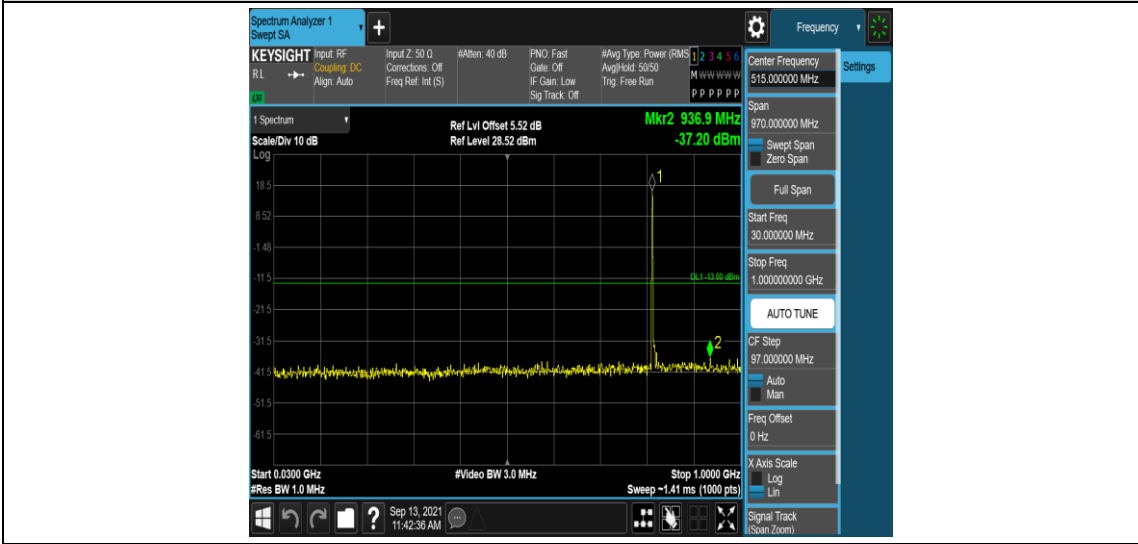 Spectrum Analyzer 1
Swept SA
+
Frequency
KEYSIGHT
Input: RF
Input Z: 50 Ω
#Atten: 40 dB
PNO: Fast
#Avg Type: Power (RMS
1 2 3 4 5 6
RL
Coupling: DC
Corrections: Off
Gate: Off
Avg|Hold: 50/50
M W W W W W
Align: Auto
Freq Ref: Int (S)
IF Gain: Low
Trig: Free Run
Sig Track: Off
P P P P P P
1 Spectrum
Ref Lvl Offset 5.52 dB
Mkr2 936.9 MHz
Scale/Div 10 dB
Ref Level 28.52 dBm
-37.20 dBm
Log
1
18.5
8.52
-1.48
-11.5
DL1 -13.00 dBm
-21.5
-31.5
2
-41.5
-51.5
-61.5
Start 0.0300 GHz
#Video BW 3.0 MHz
Stop 1.0000 GHz
#Res BW 1.0 MHz
Sweep ~1.41 ms (1000 pts)
?
Sep 13, 2021
11:42:36 AM
Center Frequency
515.000000 MHz
Settings
Span
970.000000 MHz
Swept Span
Zero Span
Full Span
Start Freq
30.000000 MHz
Stop Freq
1.000000000 GHz
AUTO TUNE
CF Step
97.000000 MHz
Auto
Man
Freq Offset
0 Hz
X Axis Scale
Log
Lin
Signal Track
(Span Zoom)